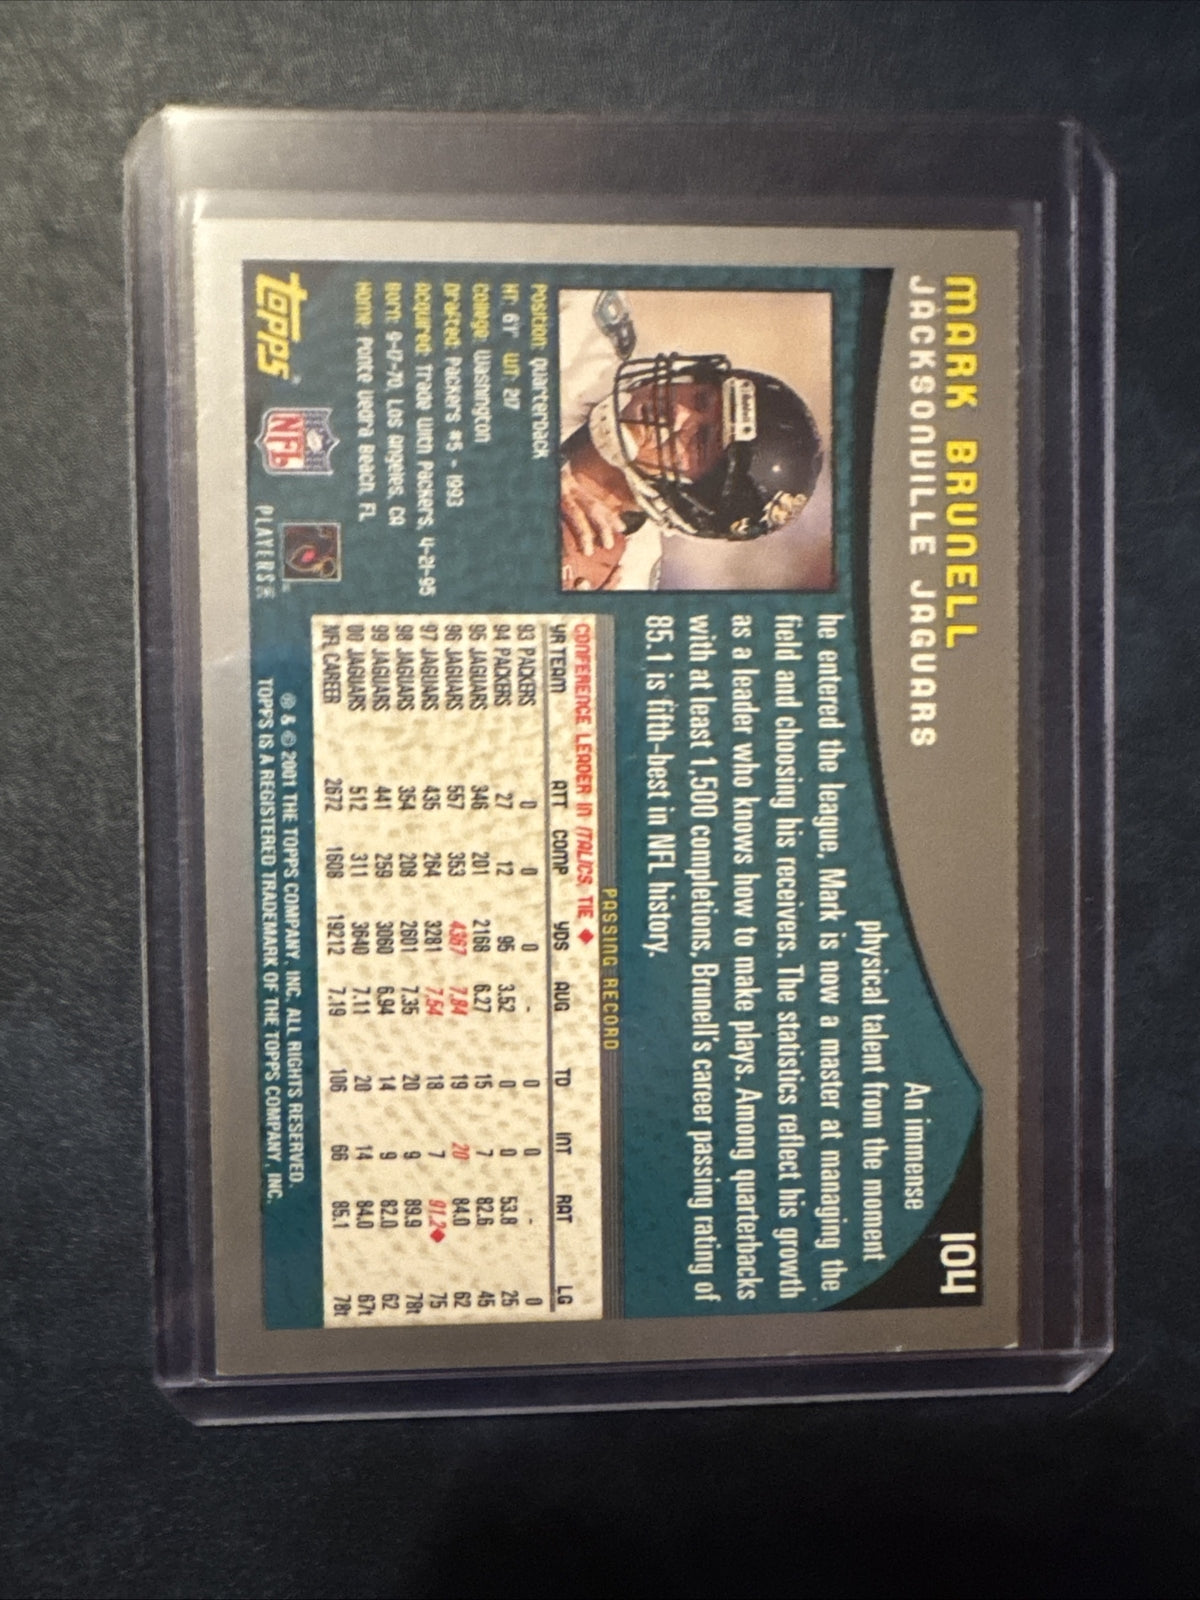 MARK BRUNELL
JACKSONVILLE JAGUARS
104
An immense
physical talent from the moment
he entered the league, Mark is now a master at managing the
field and choosing his receivers. The statistics reflect his growth
as a leader who knows how to make plays. Among quarterbacks
with at least 1,500 completions, Brunell's career passing rating of
85.1 is fifth-best in NFL history.
Position: Quarterback
HT: 6'1" WT: 217
College: Washington
Drafted: Packers #5 - 1993
Acquired: Trade with Packers, 4-21-95
Born: 9-17-70, Los Angeles, CA
Home: Ponte Vedra Beach, FL
PASSING RECORD
CONFERENCE LEADER IN ITALICS TIE ♦
YR TEAM ATT COMP YDS AVG TD INT RAT LG
93 PACKERS 0 0 0 - 0 0 - 0
94 PACKERS 27 12 95 3.52 0 0 53.8 25
95 JAGUARS 346 201 2168 6.27 15 7 82.6 45
96 JAGUARS 557 353 4367 7.84 19 20 84.0 62
97 JAGUARS 435 264 3281 7.54 18 7 91.2♦ 75
98 JAGUARS 354 208 2601 7.35 20 9 89.9 78t
99 JAGUARS 441 259 3060 6.94 14 9 82.0 62
00 JAGUARS 512 311 3640 7.11 20 14 84.0 67t
NFL CAREER 2672 1608 19212 7.19 106 66 85.1 78t
Topps
NFL
PLAYERS INC
® & © 2001 THE TOPPS COMPANY, INC. ALL RIGHTS RESERVED.
TOPPS IS A REGISTERED TRADEMARK OF THE TOPPS COMPANY, INC.